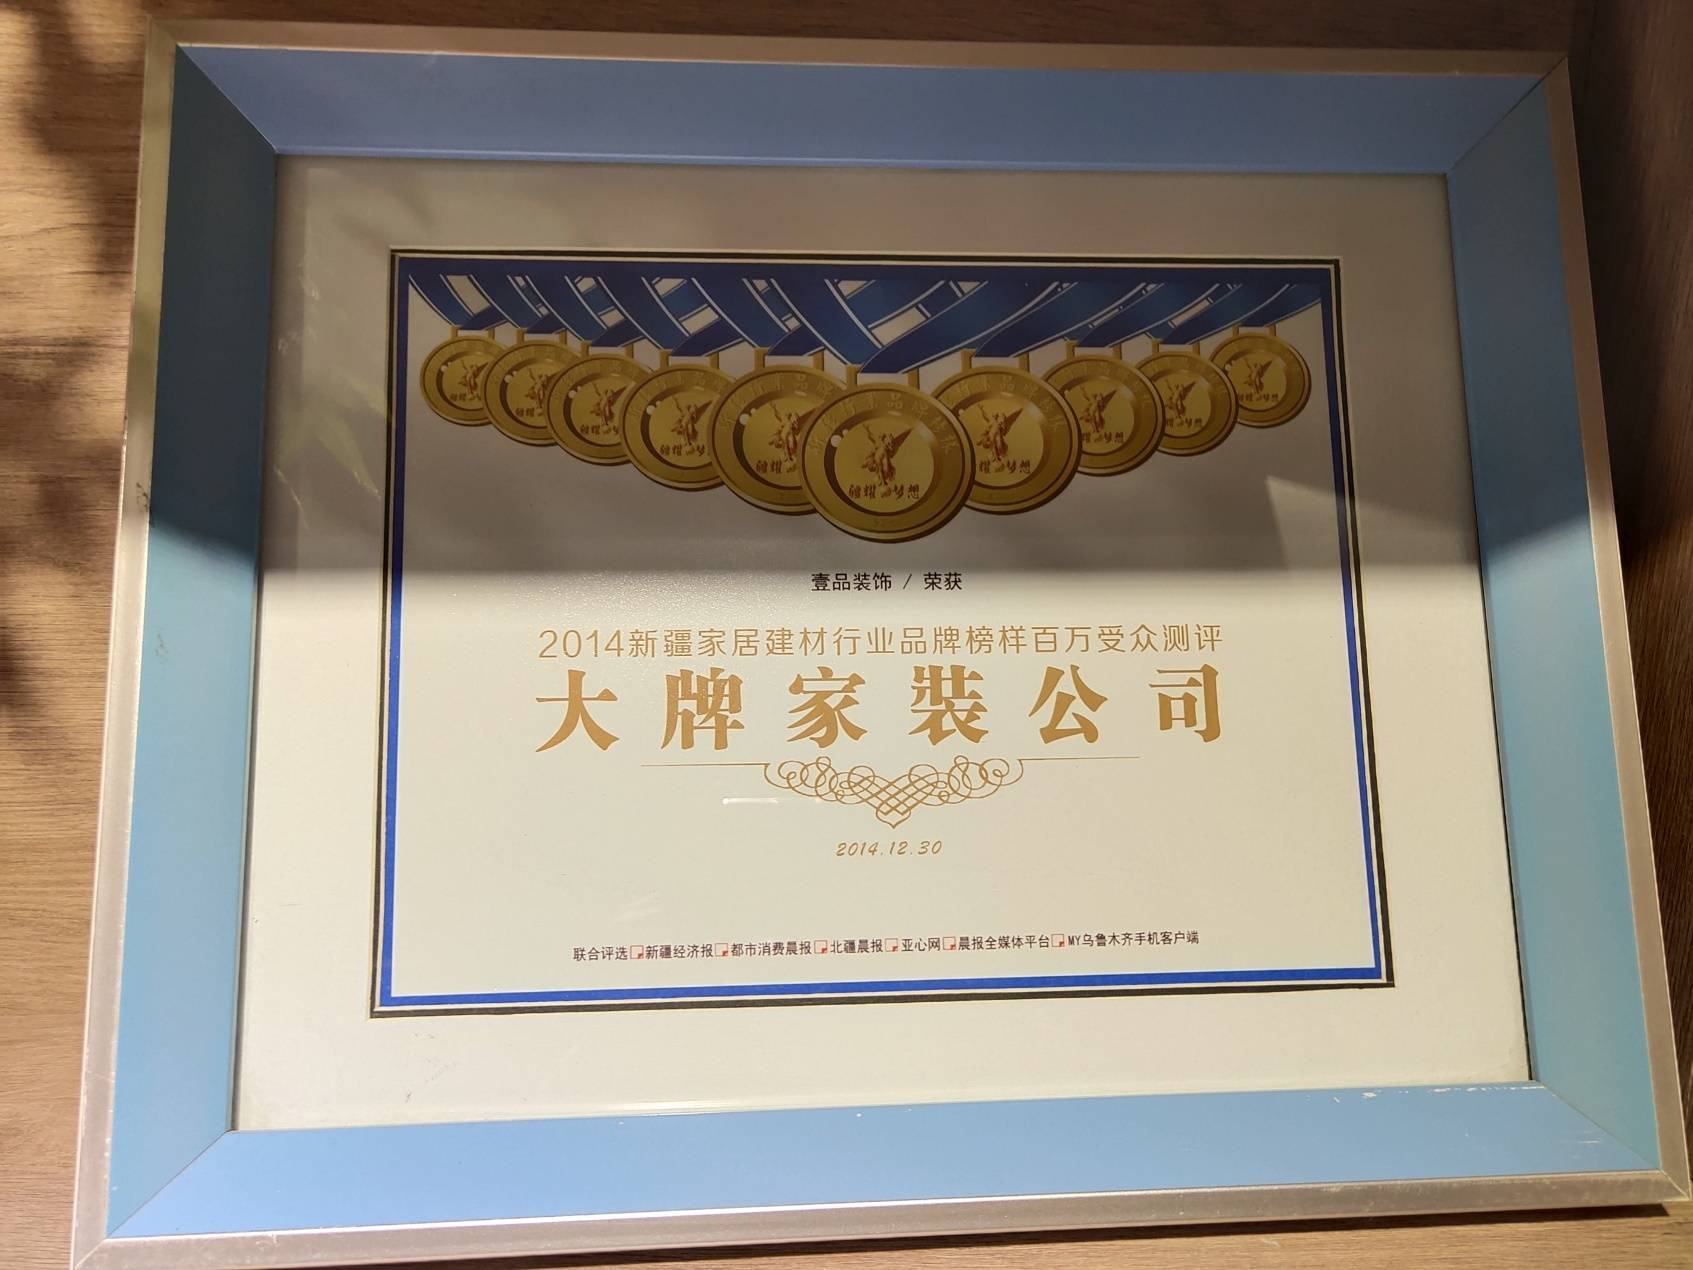 疆耀 梦想
壹品装饰 / 荣获
2014新疆家居建材行业品牌榜样百万受众测评
大牌家装公司
2014.12.30
联合评选 新疆经济报 都市消费晨报 北疆晨报 亚心网 晨报全媒体平台 MY乌鲁木齐手机客户端